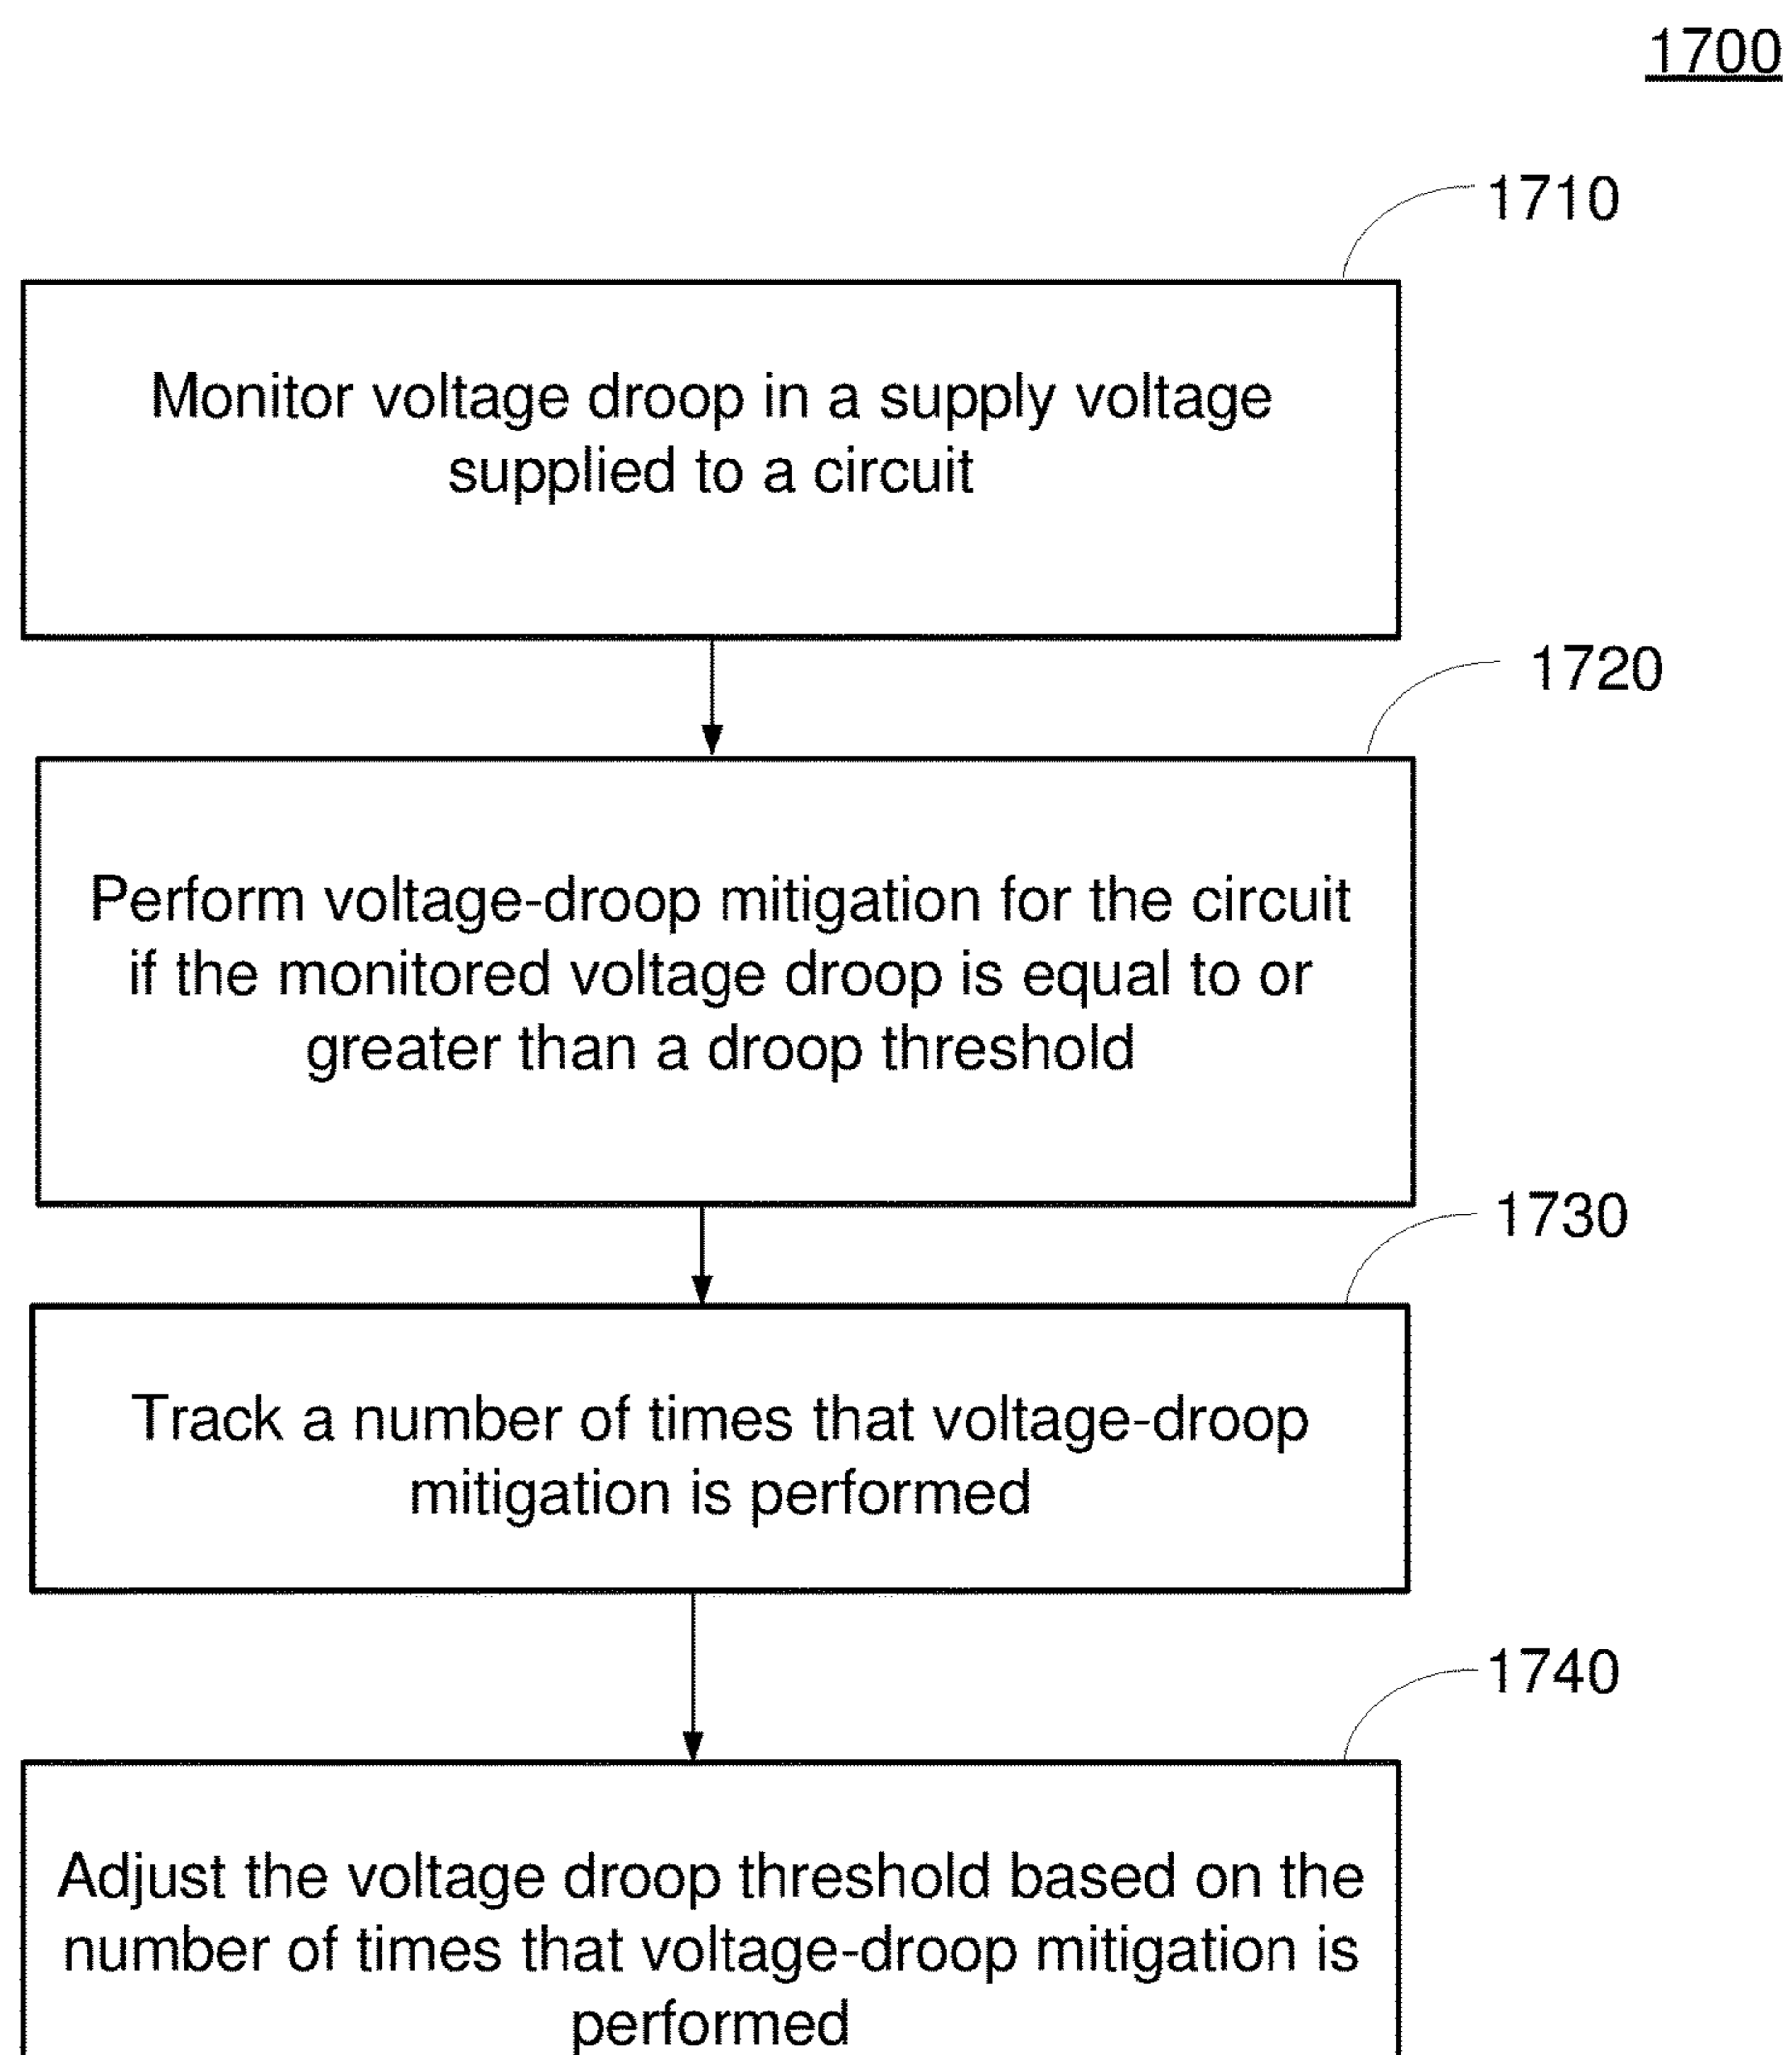 1700
1710
Monitor voltage droop in a supply voltage
supplied to a circuit
1720
Perform voltage-droop mitigation for the circuit
if the monitored voltage droop is equal to or
greater than a droop threshold
1730
Track a number of times that voltage-droop
mitigation is performed
1740
Adjust the voltage droop threshold based on the
number of times that voltage-droop mitigation is
performed